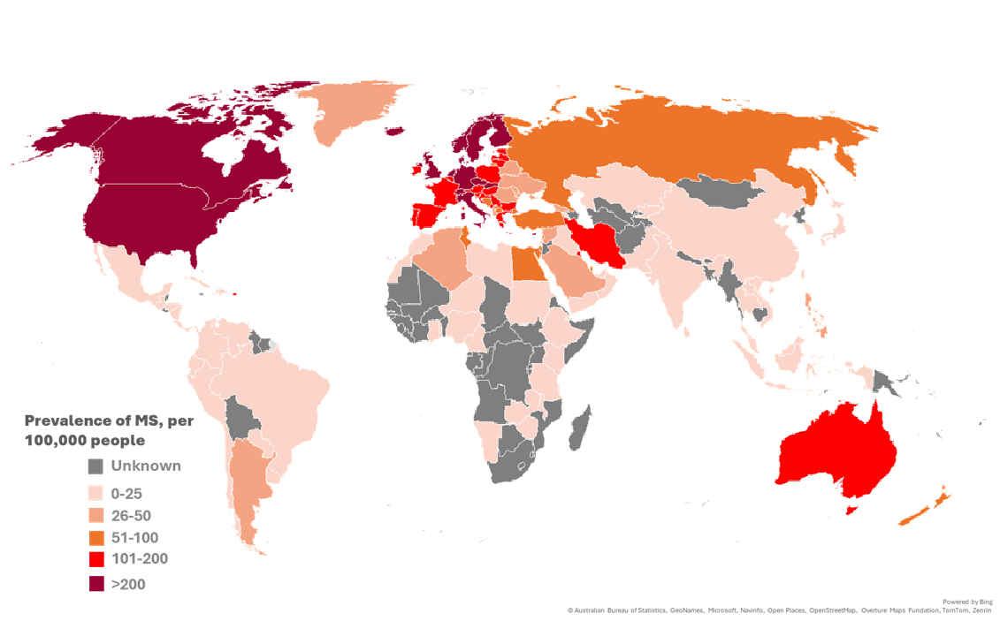 Prevalence of MS, per
100,000 people
Unknown
0-25
26-50
51-100
101-200
>200
Powered by Bing
© Australian Bureau of Statistics, GeoNames, Microsoft, Navinfo, Open Places, OpenStreetMap, Overture Maps Fundation, TomTom, Zenrin